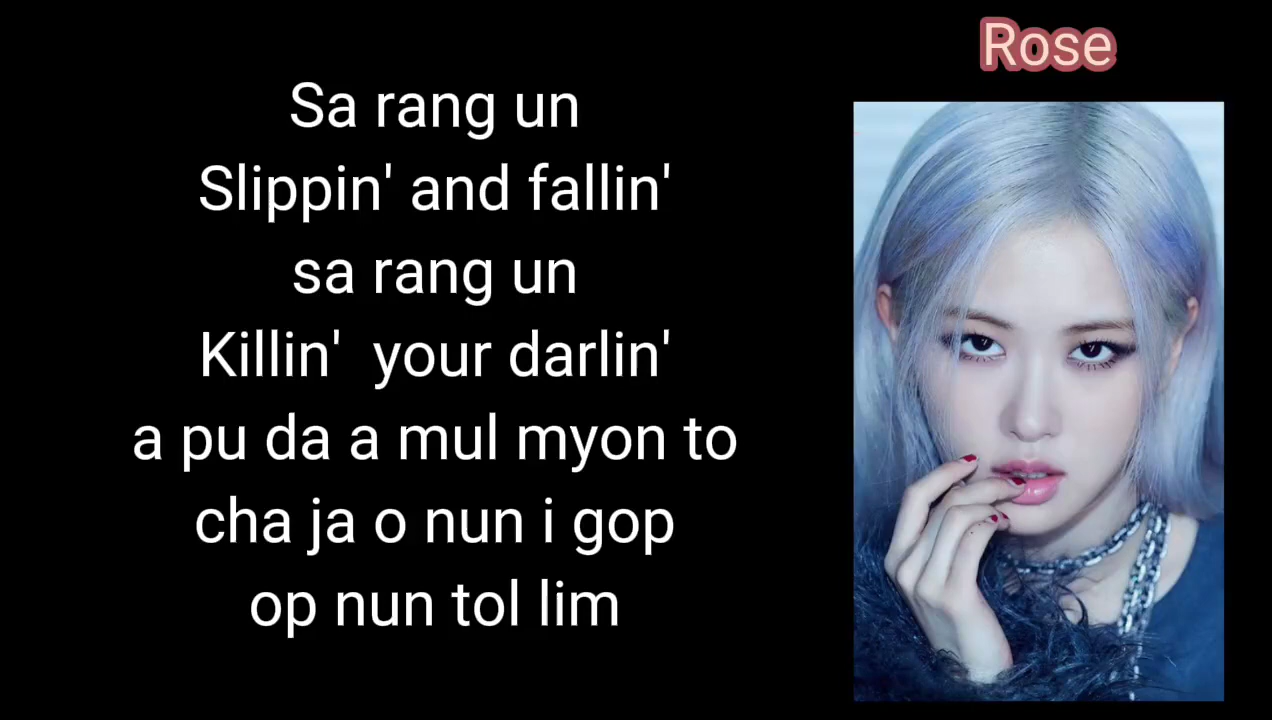 Rose
Sa rang un
Slippin' and fallin'
sa rang un
Killin'  your darlin'
a pu da a mul myon to
cha ja o nun i gop
op nun tol lim